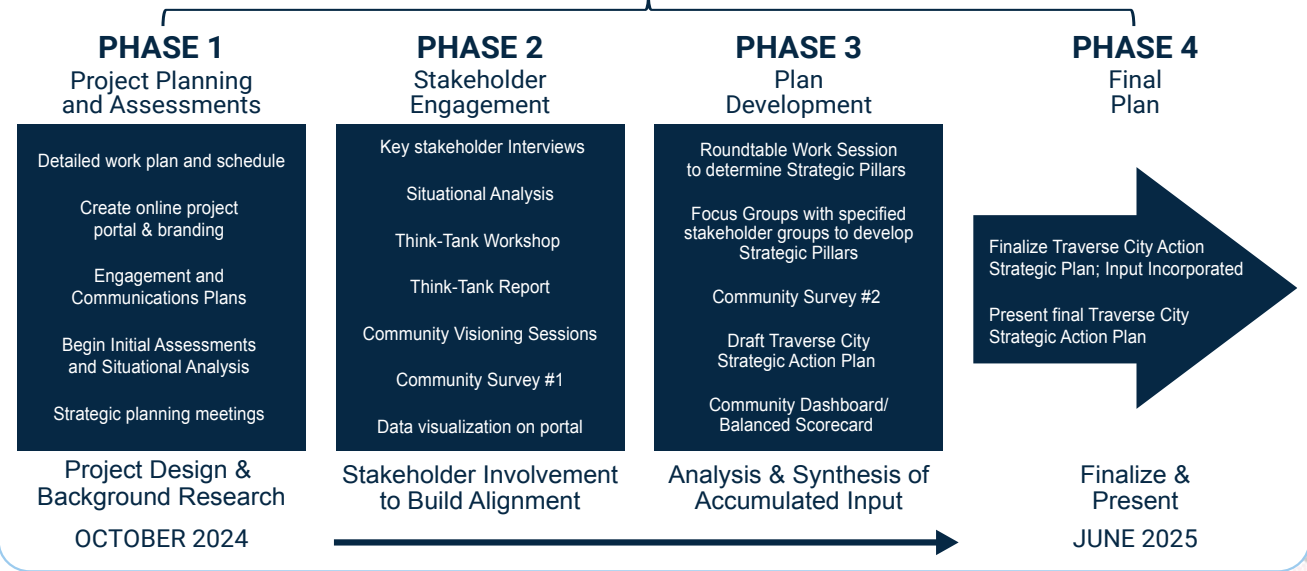 PHASE 1
Project Planning
and Assessments
Detailed work plan and schedule
Create online project
portal & branding
Engagement and
Communications Plans
Begin Initial Assessments
and Situational Analysis
Strategic planning meetings
Project Design &
Background Research
OCTOBER 2024
PHASE 2
Stakeholder
Engagement
Key stakeholder Interviews
Situational Analysis
Think-Tank Workshop
Think-Tank Report
Community Visioning Sessions
Community Survey #1
Data visualization on portal
Stakeholder Involvement
to Build Alignment
PHASE 3
Plan
Development
Roundtable Work Session
to determine Strategic Pillars
Focus Groups with specified
stakeholder groups to develop
Strategic Pillars
Community Survey #2
Draft Traverse City
Strategic Action Plan
Community Dashboard/
Balanced Scorecard
Analysis & Synthesis of
Accumulated Input
PHASE 4
Final
Plan
Finalize Traverse City Action
Strategic Plan; Input Incorporated
Present final Traverse City
Strategic Action Plan
Finalize &
Present
JUNE 2025